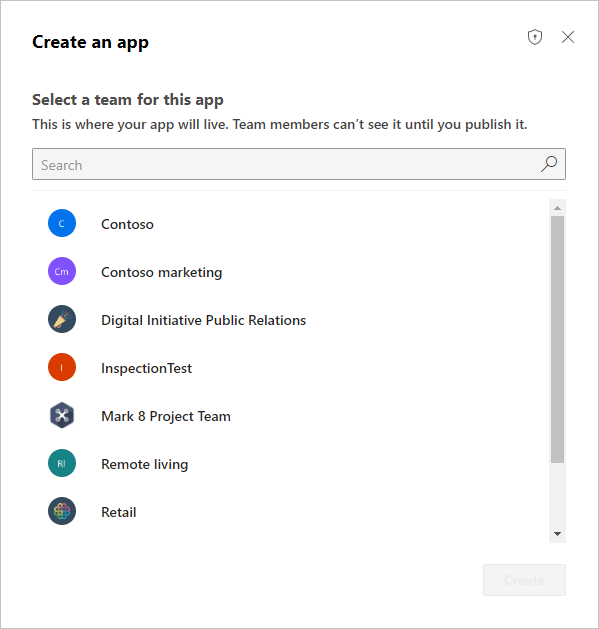 Create an app
Select a team for this app
This is where your app will live. Team members can’t see it until you publish it.
Search
C Contoso
Cm Contoso marketing
Digital Initiative Public Relations
I InspectionTest
Mark 8 Project Team
Rl Remote living
Retail
Create